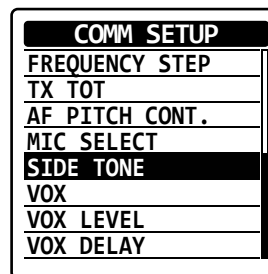 COMM SETUP
FREQUENCY STEP
TX TOT
AF PITCH CONT.
MIC SELECT
SIDE TONE
VOX
VOX LEVEL
VOX DELAY